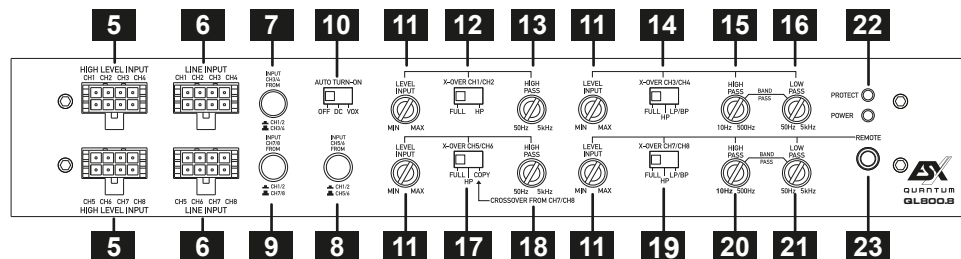 5 6 7 10 11 12 13 11 14 15 16 22
HIGH LEVEL INPUT
CH1 CH2 CH3 CH4
LINE INPUT
CH1 CH2 CH3 CH4
INPUT
CH3/4
FROM
CH1/2
CH3/4
AUTO TURN-ON
OFF DC VOX
LEVEL
INPUT
MIN MAX
X-OVER CH1/CH2
FULL HP
HIGH
PASS
50Hz 5kHz
LEVEL
INPUT
MIN MAX
X-OVER CH3/CH4
FULL LP/BP
HP
HIGH
PASS
10Hz 500Hz
BAND
PASS
LOW
PASS
50Hz 5kHz
PROTECT
POWER
CH5 CH6 CH7 CH8
HIGH LEVEL INPUT
CH5 CH6 CH7 CH8
LINE INPUT
INPUT
CH7/8
FROM
CH1/2
CH7/8
INPUT
CH5/6
FROM
CH1/2
CH5/6
LEVEL
INPUT
MIN MAX
X-OVER CH5/CH6
FULL COPY
HP
HIGH
PASS
50Hz 5kHz
CROSSOVER FROM CH7/CH8
LEVEL
INPUT
MIN MAX
X-OVER CH7/CH8
FULL LP/BP
HP
HIGH
PASS
10Hz 500Hz
BAND
PASS
LOW
PASS
50Hz 5kHz
REMOTE
ESX
QUANTUM
QL800.8
5 6 9 8 11 17 18 11 19 20 21 23